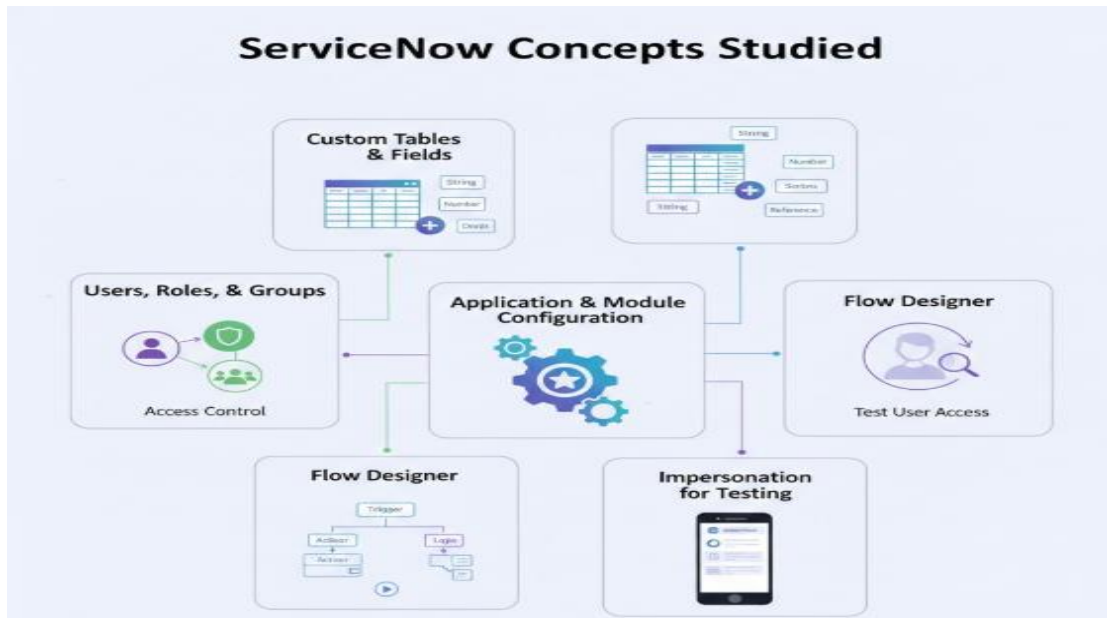 ServiceNow Concepts Studied
Custom Tables
& Fields
String
Number
String
Number
String
Reference
Users, Roles, & Groups
Access Control
Application & Module
Configuration
Flow Designer
Test User Access
Flow Designer
Trigger
Impersonation
for Testing